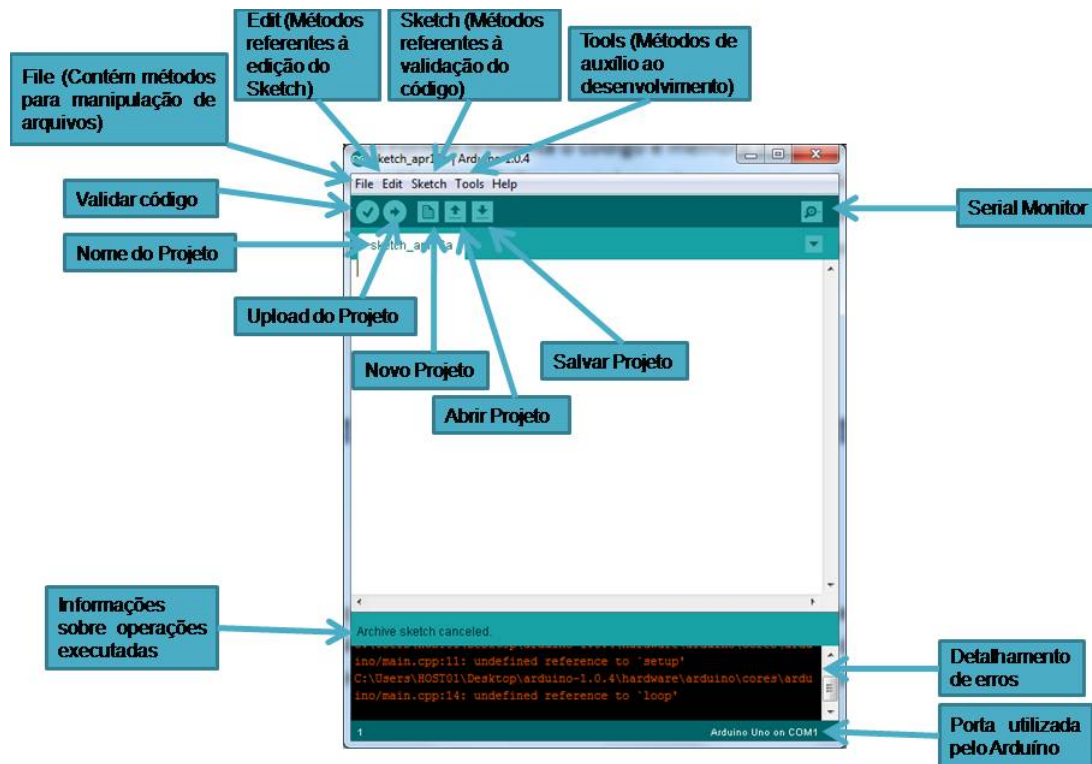 Edit (Métodos
referentes à
edição do
Sketch)
Sketch (Métodos
referentes à
validação do
código)
Tools (Métodos de
auxílio ao
desenvolvimento)
File (Contém métodos
para manipulação de
arquivos)
| Arduino 1.0.4
File Edit Sketch Tools Help
Validar código
Serial Monitor
Nome do Projeto
Upload do Projeto
Novo Projeto
Salvar Projeto
Abrir Projeto
Informações
sobre operações
executadas
Archive sketch canceled.
ino/main.cpp:11: undefined reference to `setup'
C:\Users\HOST01\Desktop\arduino-1.0.4\hardware\arduino\cores\ardu
ino/main.cpp:14: undefined reference to `loop'
Detalhamento
de erros
1
Arduino Uno on COM1
Porta utilizada
pelo Arduíno